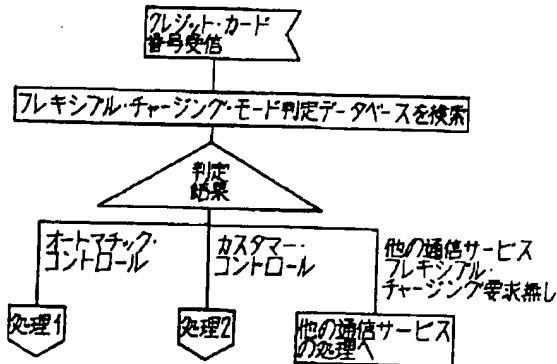 クレジット・カード
番号受信
フレキシブル・チャージング・モード判定データベースを検索
判定
結果
オートマチック・
コントロール
カスタマー・
コントロール
他の通信サービス
フレキシブル・
チャージング要求無し
処理1
処理2
他の通信サービス
の処理へ